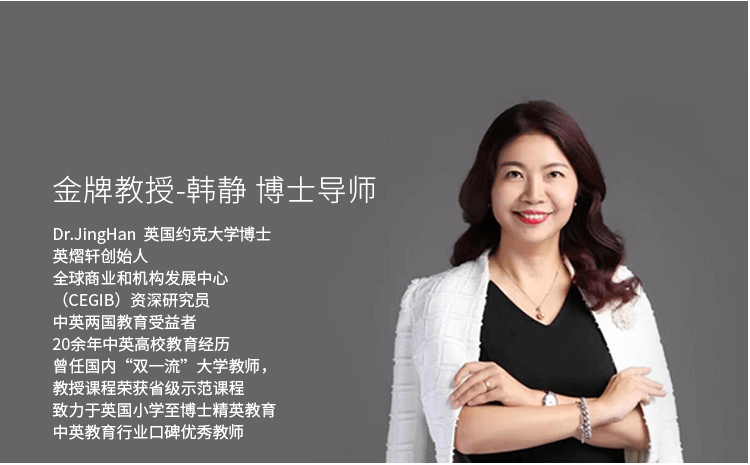 金牌教授-韩静 博士导师
Dr.JingHan 英国约克大学博士
英熠轩创始人
全球商业和机构发展中心
（CEGIB）资深研究员
中英两国教育受益者
20余年中英高校教育经历
曾任国内“双一流”大学教师，
教授课程荣获省级示范课程
致力于英国小学至博士精英教育
中英教育行业口碑优秀教师